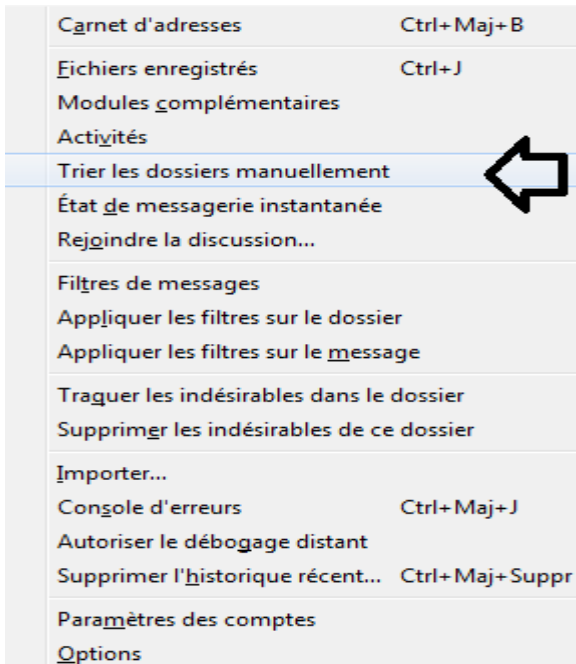 Carnet d'adresses Ctrl+Maj+B
Fichiers enregistrés Ctrl+J
Modules complémentaires
Activités
Trier les dossiers manuellement
État de messagerie instantanée
Rejoindre la discussion...
Filtres de messages
Appliquer les filtres sur le dossier
Appliquer les filtres sur le message
Traquer les indésirables dans le dossier
Supprimer les indésirables de ce dossier
Importer...
Console d'erreurs Ctrl+Maj+J
Autoriser le débogage distant
Supprimer l'historique récent... Ctrl+Maj+Suppr
Paramètres des comptes
Options